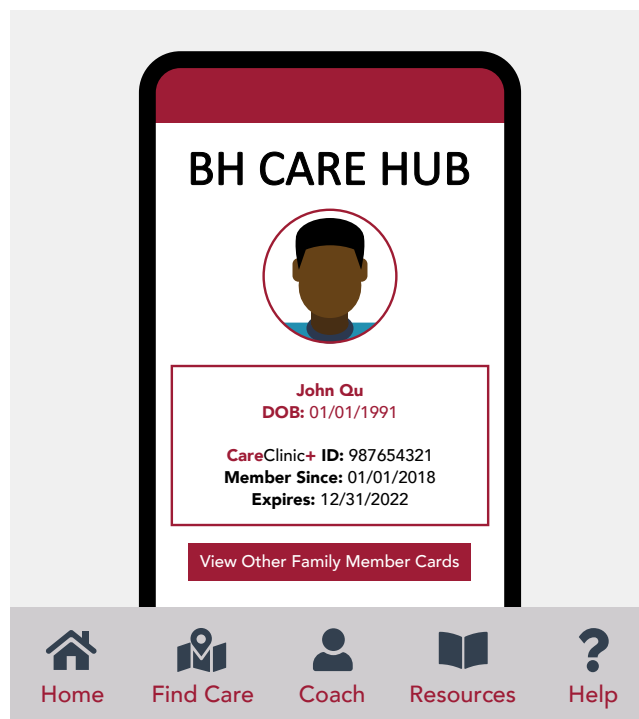 BH CARE HUB
John Qu
DOB: 01/01/1991
CareClinic+ ID: 987654321
Member Since: 01/01/2018
Expires: 12/31/2022
View Other Family Member Cards
Home Find Care Coach Resources Help